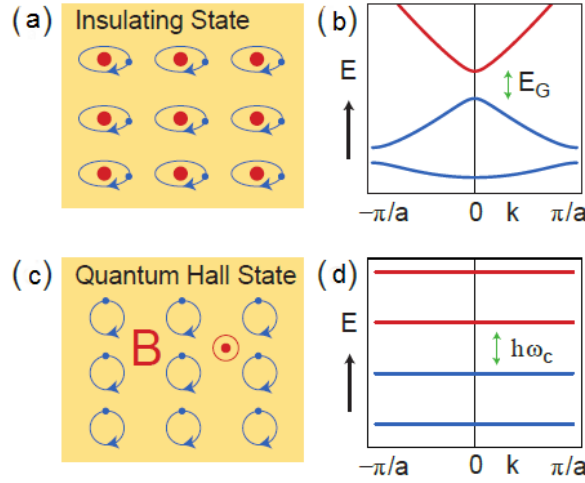 (a) Insulating State
(b)
E
E_G
−π/a 0 k π/a
(c) Quantum Hall State
B
(d)
E
hω_c
−π/a 0 k π/a